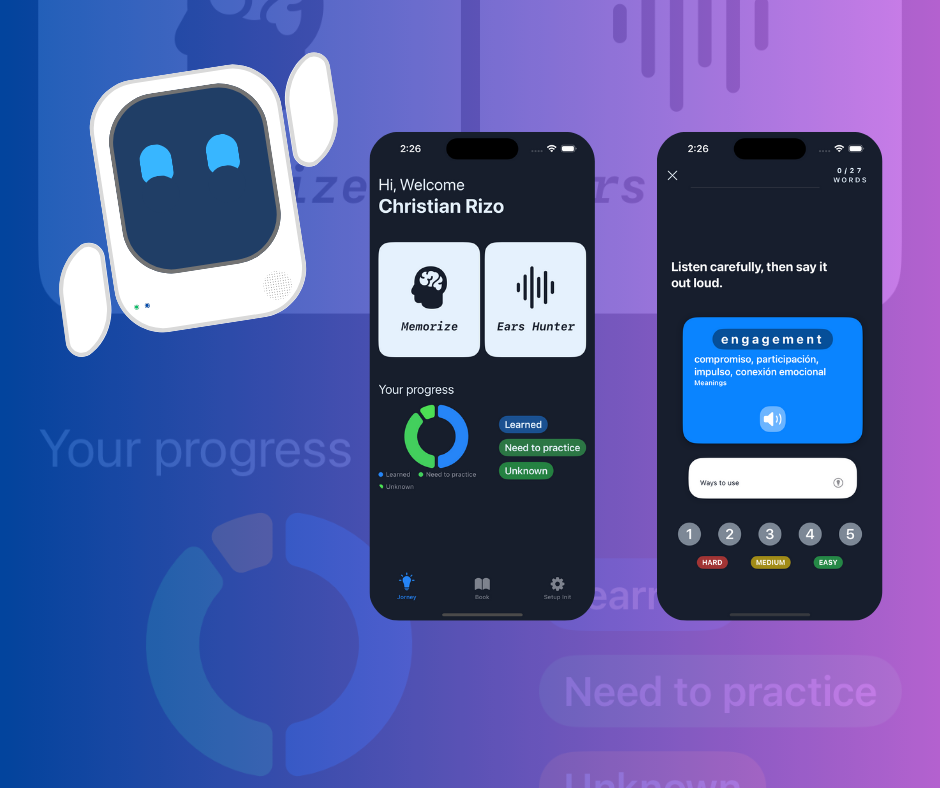 2:26
Hi, Welcome
Christian Rizo
Memorize
Ears Hunter
Your progress
Learned
Need to practice
Unknown
Learned
Need to practice
Unknown
Jorney
Book
Setup Init
2:26
0/27
WORDS
Listen carefully, then say it
out loud.
engagement
compromiso, participación,
impulso, conexión emocional
Meanings
Ways to use
1 2 3 4 5
HARD MEDIUM EASY
Your progress
Need to practice
Unknown